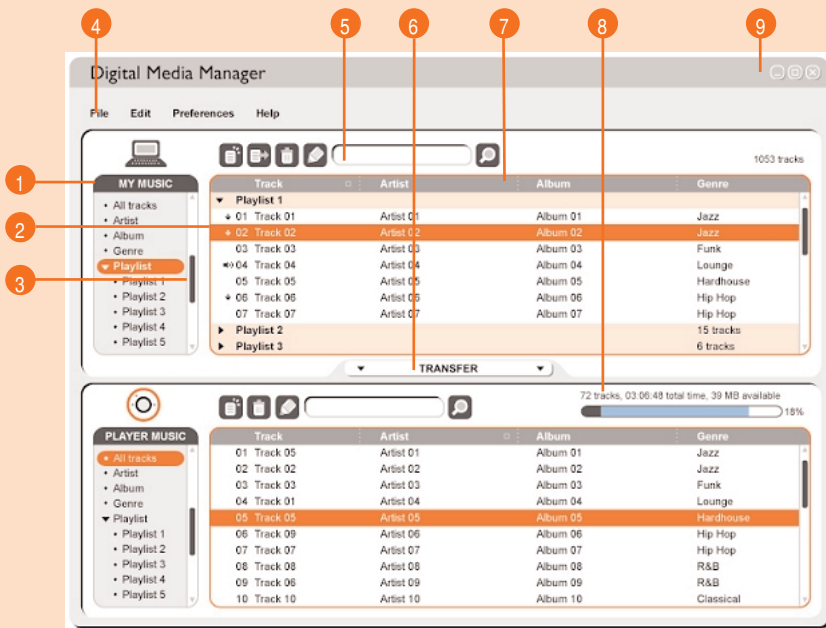 4 5 6 7 8 9
Digital Media Manager
File Edit Preferences Help
1053 tracks
1 MY MUSIC
• All tracks
• Artist
2 • Album
• Genre
3 Playlist
• Playlist 1
• Playlist 2
• Playlist 3
• Playlist 4
• Playlist 5
Track Artist Album Genre
Playlist 1
01 Track 01 Artist 01 Album 01 Jazz
02 Track 02 Artist 02 Album 02 Jazz
03 Track 03 Artist 03 Album 03 Funk
04 Track 04 Artist 04 Album 04 Lounge
05 Track 05 Artist 05 Album 05 Hardhouse
06 Track 06 Artist 06 Album 06 Hip Hop
07 Track 07 Artist 07 Album 07 Hip Hop
Playlist 2 15 tracks
Playlist 3 6 tracks
TRANSFER
72 tracks, 03:06:48 total time, 39 MB available
18%
PLAYER MUSIC
• All tracks
• Artist
• Album
• Genre
Playlist
• Playlist 1
• Playlist 2
• Playlist 3
• Playlist 4
• Playlist 5
Track Artist Album Genre
01 Track 05 Artist 01 Album 01 Jazz
02 Track 02 Artist 02 Album 02 Jazz
03 Track 03 Artist 03 Album 03 Funk
04 Track 01 Artist 04 Album 04 Lounge
05 Track 05 Artist 05 Album 05 Hardhouse
06 Track 09 Artist 06 Album 06 Hip Hop
07 Track 07 Artist 07 Album 07 Hip Hop
08 Track 08 Artist 08 Album 08 R&B
09 Track 06 Artist 09 Album 09 R&B
10 Track 10 Artist 10 Album 10 Classical